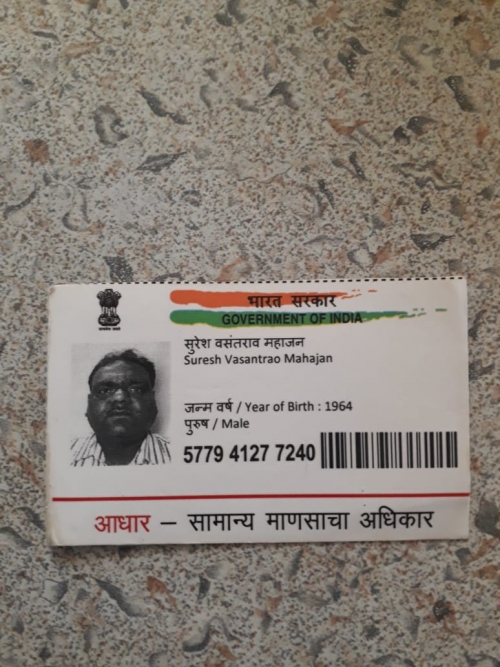 भारत सरकार
GOVERNMENT OF INDIA
सुरेश वसंतराव महाजन
Suresh Vasantrao Mahajan
जन्म वर्ष / Year of Birth : 1964
पुरुष / Male
5779 4127 7240
आधार – सामान्य माणसाचा अधिकार